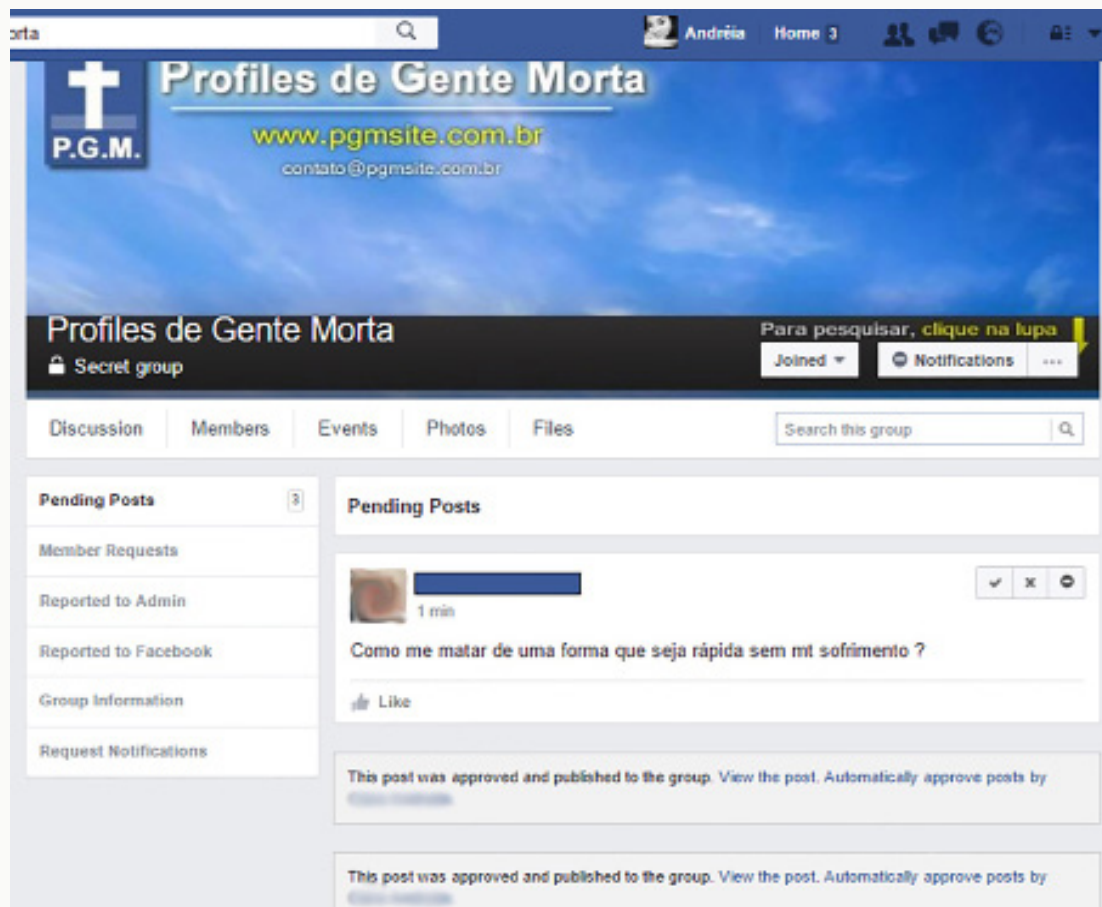 orta
Andréia Home 3
Profiles de Gente Morta
P.G.M.
www.pgmsite.com.br
contato@pgmsite.com.br
Profiles de Gente Morta
Secret group
Para pesquisar, clique na lupa
Joined
Notifications
...
Discussion Members Events Photos Files
Search this group
Pending Posts 3
Member Requests
Reported to Admin
Reported to Facebook
Group Information
Request Notifications
Pending Posts
1 min
Como me matar de uma forma que seja rápida sem mt sofrimento ?
Like
This post was approved and published to the group. View the post. Automatically approve posts by
This post was approved and published to the group. View the post. Automatically approve posts by